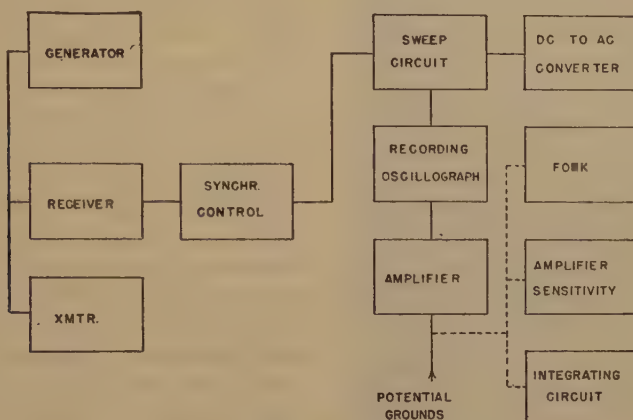 GENERATOR
RECEIVER
XMTR.
SYNCHR.
CONTROL
SWEEP
CIRCUIT
DC TO AC
CONVERTER
RECORDING
OSCILLOGRAPH
AMPLIFIER
AMPLIFIER
SENSITIVITY
INTEGRATING
CIRCUIT
POTENTIAL
GROUNDS